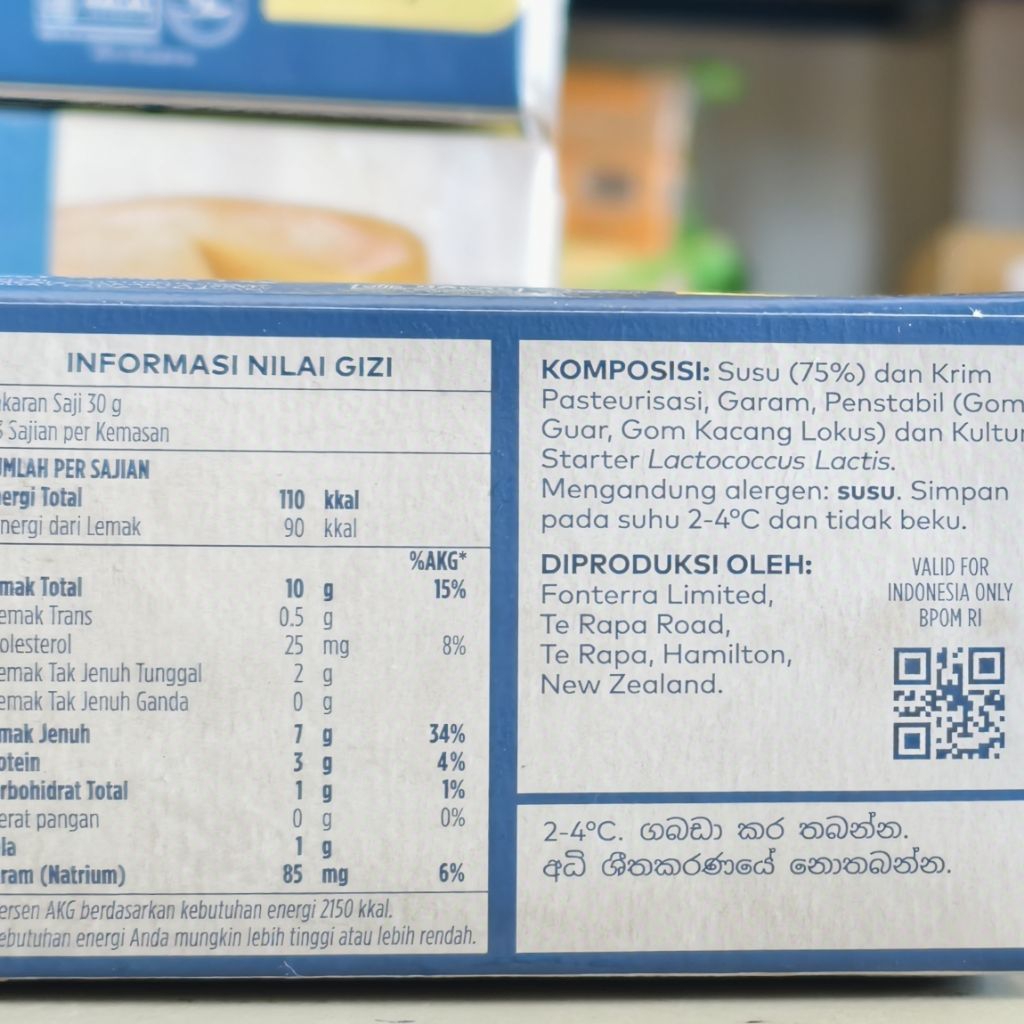 INFORMASI NILAI GIZI
karan Saji 30 g
Sajian per Kemasan
UMLAH PER SAJIAN
ergi Total 110 kkal
nergi dari Lemak 90 kkal
%AKG*
mak Total 10 g 15%
emak Trans 0.5 g
olesterol 25 mg 8%
emak Tak Jenuh Tunggal 2 g
emak Tak Jenuh Ganda 0 g
mak Jenuh 7 g 34%
otein 3 g 4%
rbohidrat Total 1 g 1%
erat pangan 0 g 0%
la 1 g
ram (Natrium) 85 mg 6%
ersen AKG berdasarkan kebutuhan energi 2150 kkal.
ebutuhan energi Anda mungkin lebih tinggi atau lebih rendah.
KOMPOSISI: Susu (75%) dan Krim
Pasteurisasi, Garam, Penstabil (Gom
Guar, Gom Kacang Lokus) dan Kultur
Starter Lactococcus Lactis.
Mengandung alergen: susu. Simpan
pada suhu 2-4°C dan tidak beku.
DIPRODUKSI OLEH:
Fonterra Limited,
Te Rapa Road,
Te Rapa, Hamilton,
New Zealand.
VALID FOR
INDONESIA ONLY
BPOM RI
2-4°C. ගබඩා කර තබන්න.
අධි ශීතකරණයේ නොතබන්න.